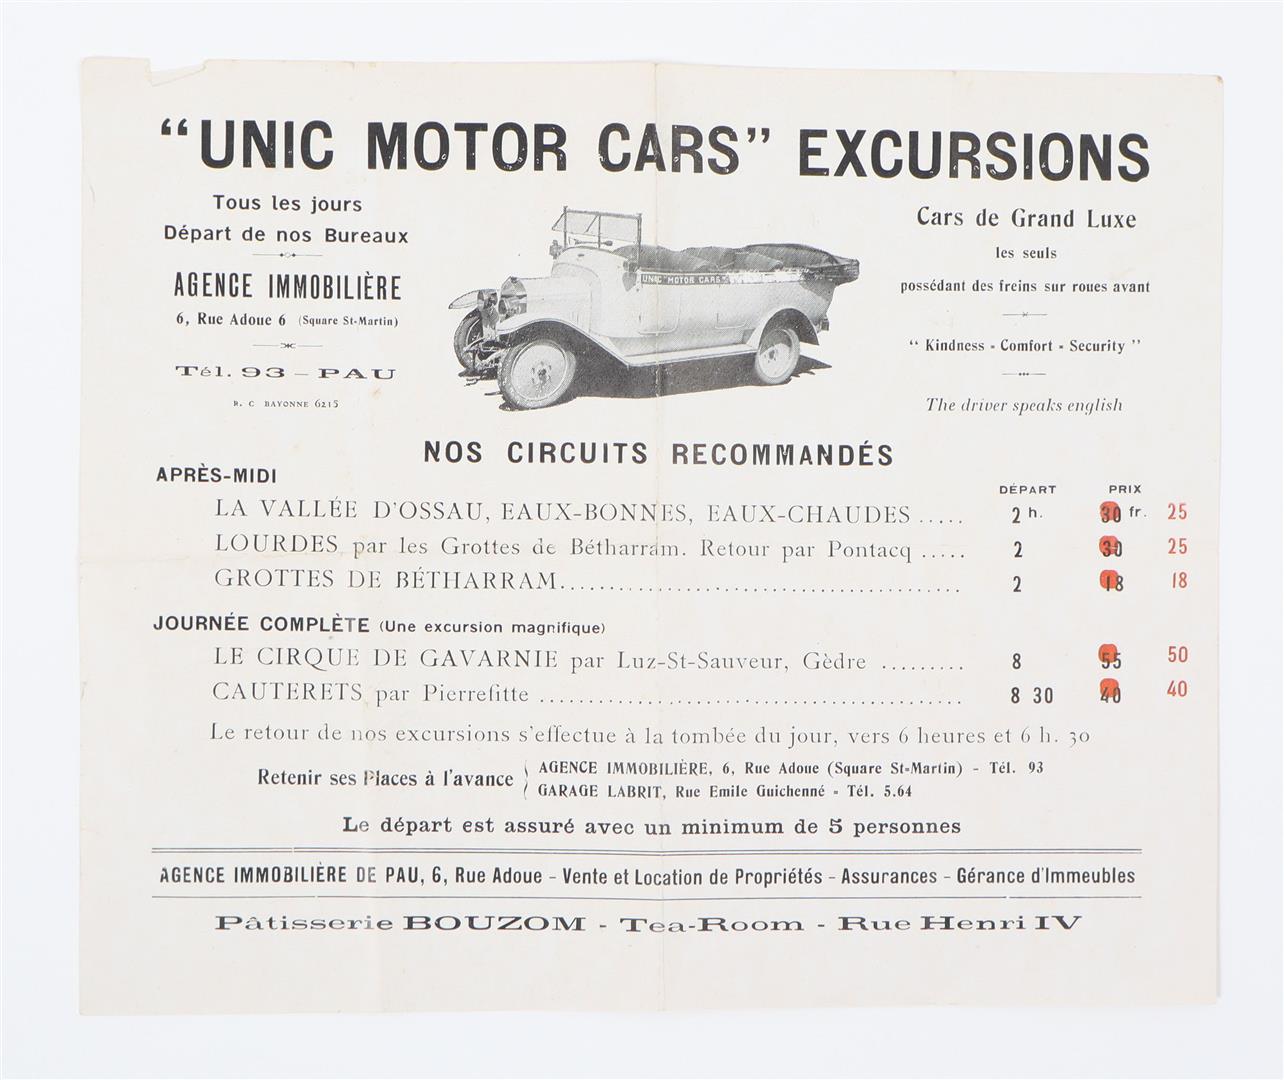 "UNIC MOTOR CARS" EXCURSIONS
Tous les jours
Départ de nos Bureaux
AGENCE IMMOBILIÈRE
6, Rue Adoue 6 (Square St-Martin)
Tél. 93 – PAU
R. C BAYONNE 6215
UNIC "MOTOR CARS"
Cars de Grand Luxe
les seuls
possédant des freins sur roues avant
" Kindness - Comfort - Security "
The driver speaks english
NOS CIRCUITS RECOMMANDÉS
APRÈS-MIDI
DÉPART PRIX
LA VALLÉE D'OSSAU, EAUX-BONNES, EAUX-CHAUDES ..... 2 h. 30 fr. 25
LOURDES par les Grottes de Bétharram. Retour par Pontacq ..... 2 30 25
GROTTES DE BÉTHARRAM........................................ 2 18 18
JOURNÉE COMPLÈTE (Une excursion magnifique)
LE CIRQUE DE GAVARNIE par Luz-St-Sauveur, Gèdre ......... 8 55 50
CAUTERETS par Pierrefitte .......................................... 8 30 40 40
Le retour de nos excursions s'effectue à la tombée du jour, vers 6 heures et 6 h. 30
Retenir ses Places à l'avance
AGENCE IMMOBILIÈRE, 6, Rue Adoue (Square St-Martin) - Tél. 93
GARAGE LABRIT, Rue Emile Guichenné - Tél. 5.64
Le départ est assuré avec un minimum de 5 personnes
AGENCE IMMOBILIÈRE DE PAU, 6, Rue Adoue - Vente et Location de Propriétés - Assurances - Gérance d'Immeubles
Pâtisserie BOUZOM - Tea-Room - Rue Henri IV